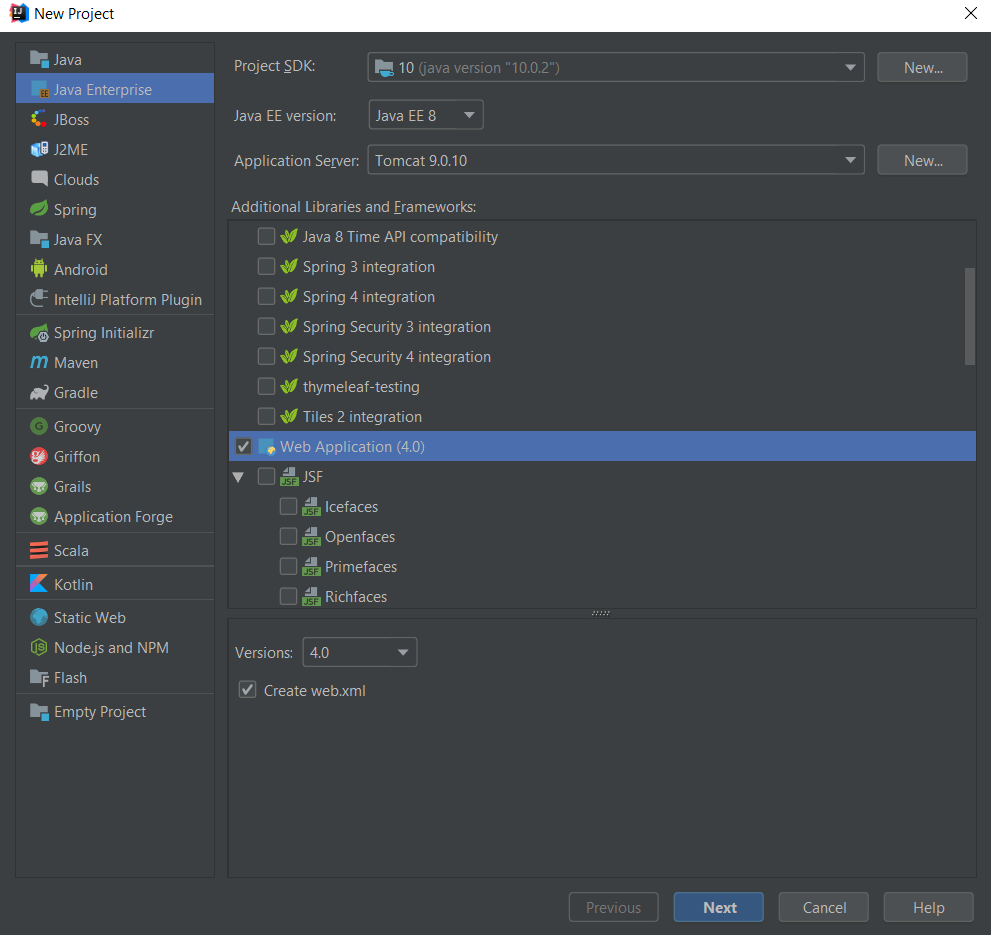 New Project
Java
Java Enterprise
JBoss
J2ME
Clouds
Spring
Java FX
Android
IntelliJ Platform Plugin
Spring Initializr
Maven
Gradle
Groovy
Griffon
Grails
Application Forge
Scala
Kotlin
Static Web
Node.js and NPM
Flash
Empty Project
Project SDK: 10 (java version "10.0.2") New...
Java EE version: Java EE 8
Application Server: Tomcat 9.0.10 New...
Additional Libraries and Frameworks:
Java 8 Time API compatibility
Spring 3 integration
Spring 4 integration
Spring Security 3 integration
Spring Security 4 integration
thymeleaf-testing
Tiles 2 integration
Web Application (4.0)
JSF JSF
JSF Icefaces
JSF Openfaces
JSF Primefaces
JSF Richfaces
Versions: 4.0
Create web.xml
Previous Next Cancel Help